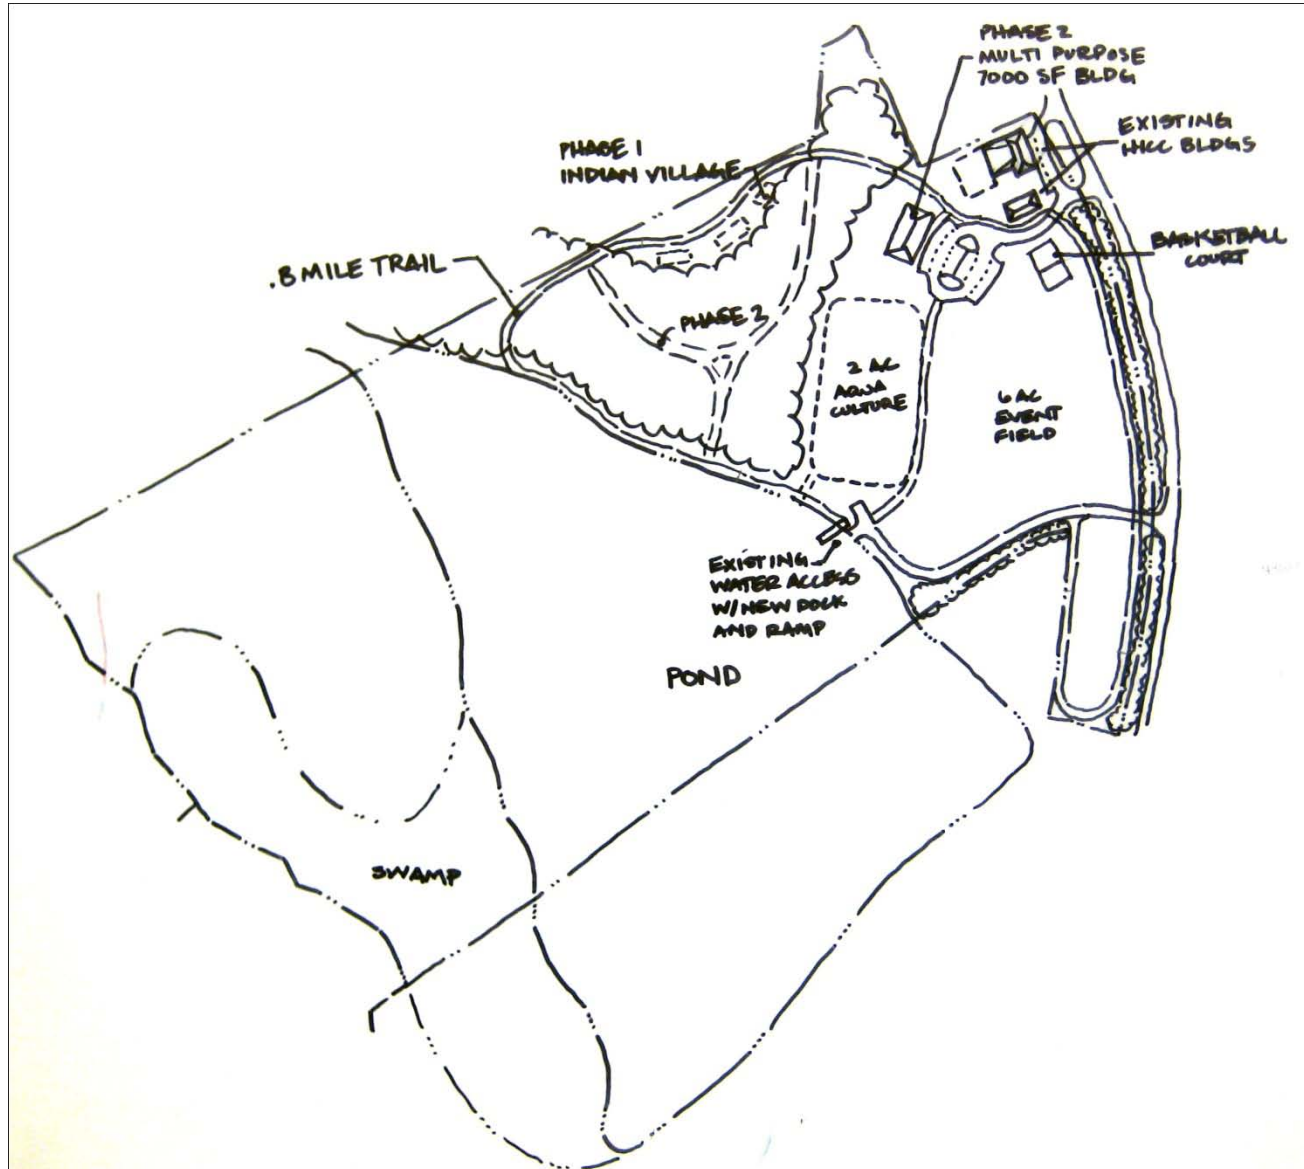 PHASE 2
MULTI PURPOSE
7000 SF BLDG
EXISTING
HHCC BLDGS
PHASE 1
INDIAN VILLAGE
BASKETBALL
COURT
.8 MILE TRAIL
PHASE 2
2 AC
AQUA
CULTURE
6 AC
EVENT
FIELD
EXISTING
WATER ACCESS
W/NEW DOCK
AND RAMP
POND
SWAMP